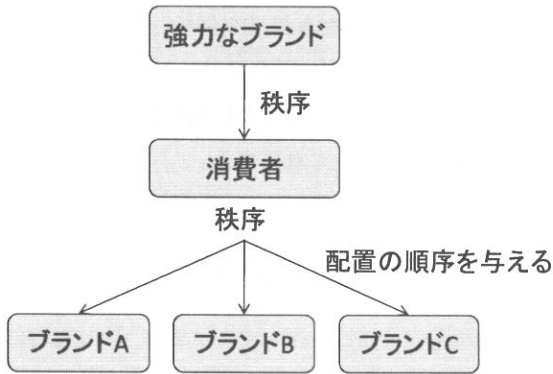 強力なブランド
秩序
消費者
秩序
配置の順序を与える
ブランドA
ブランドB
ブランドC